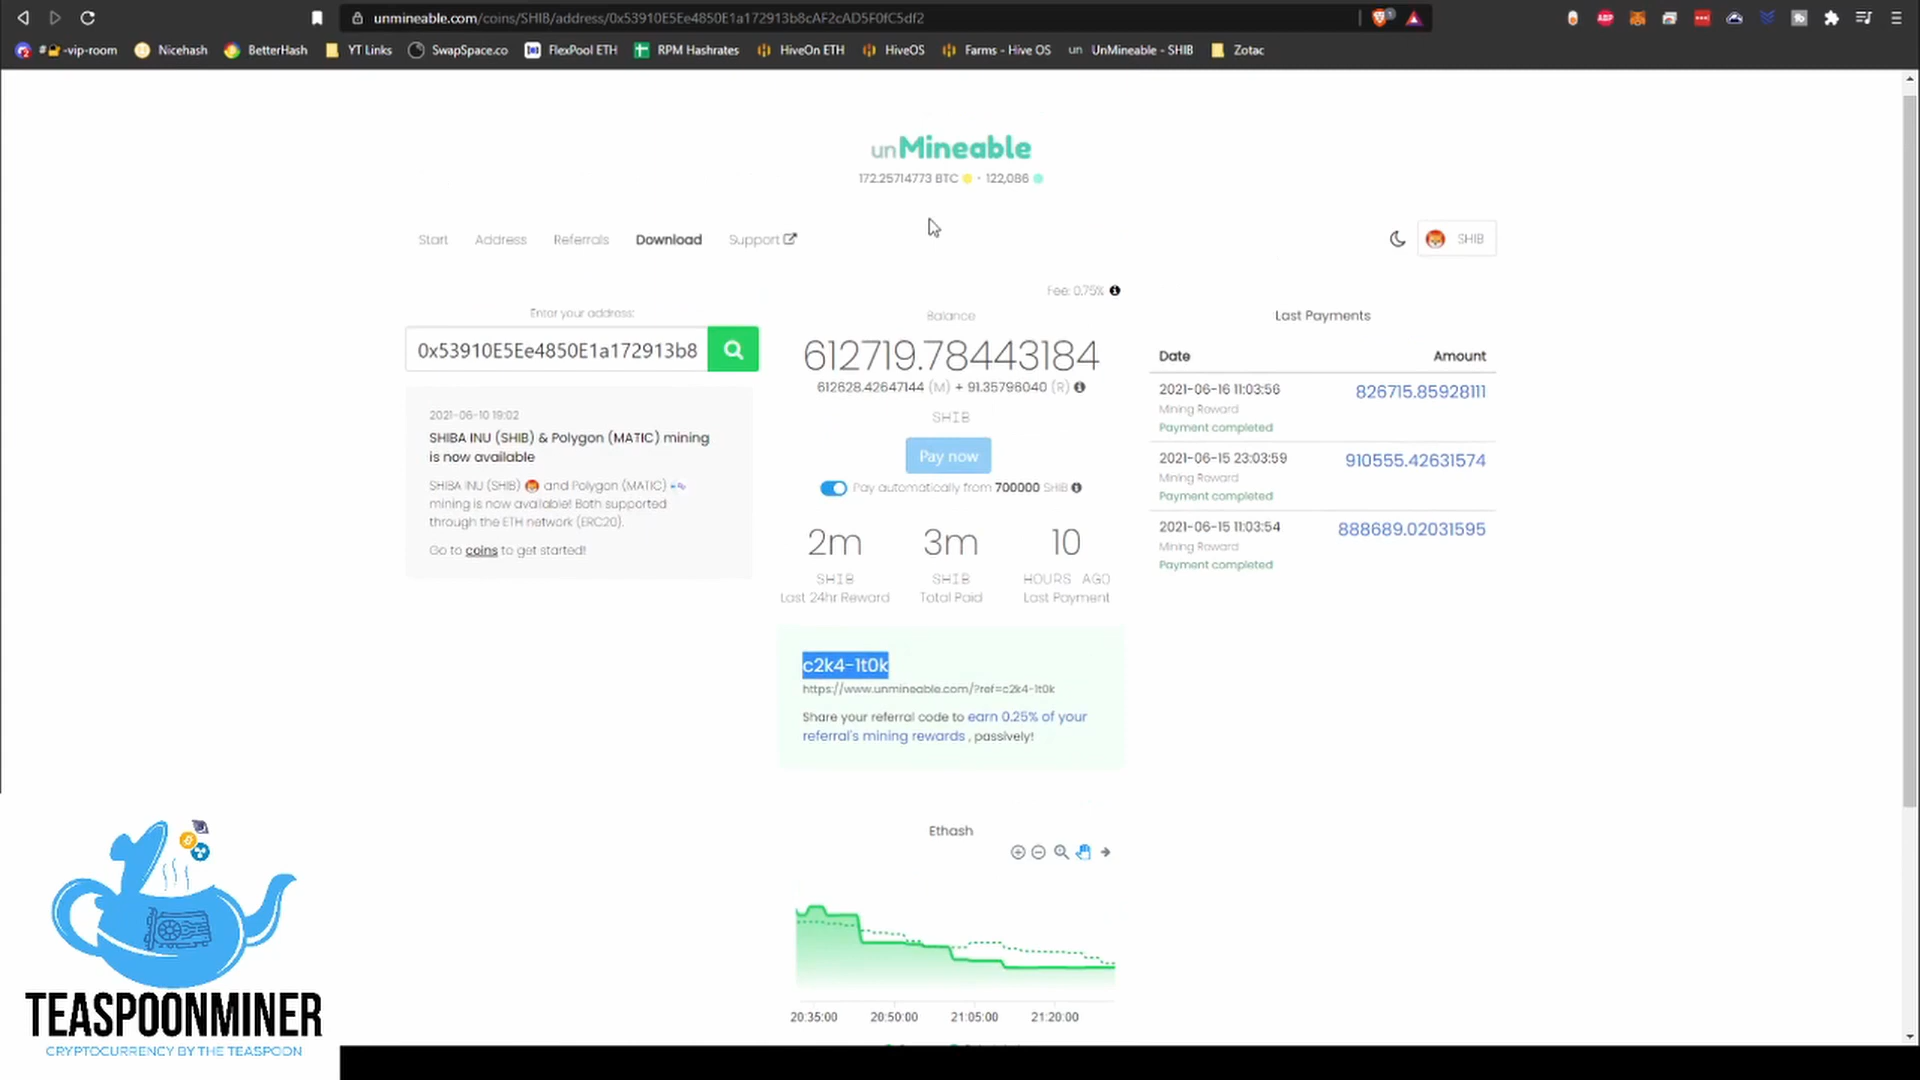 unmineable.com/coins/SHIB/address/0x53910E5Ee4850E1a172913b8cAF2cAD5F0fC5df2
#🔒-vip-room Nicehash BetterHash YT Links SwapSpace.co FlexPool ETH RPM Hashrates HiveOn ETH HiveOS Farms - Hive OS un UnMineable - SHIB Zotac
unMineable
172.25714773 BTC • 122,086
Start Address Referrals Download Support SHIB
Fee: 0.75%
Enter your address:
0x53910E5Ee4850E1a172913b8
2021-06-10 19:02
SHIBA INU (SHIB) & Polygon (MATIC) mining
is now available
SHIBA INU (SHIB) and Polygon (MATIC)
mining is now available! Both supported
through the ETH network (ERC20).
Go to coins to get started!
Balance
612719.78443184
612628.42647144 (M) + 91.35796040 (R)
SHIB
Pay now
Pay automatically from 700000 SHIB
2m 3m 10
SHIB SHIB HOURS AGO
Last 24hr Reward Total Paid Last Payment
c2k4-1t0k
https://www.unmineable.com/?ref=c2k4-1t0k
Share your referral code to earn 0.25% of your
referral's mining rewards , passively!
Last Payments
Date Amount
2021-06-16 11:03:56 826715.85928111
Mining Reward
Payment completed
2021-06-15 23:03:59 910555.42631574
Mining Reward
Payment completed
2021-06-15 11:03:54 888689.02031595
Mining Reward
Payment completed
Ethash
20:35:00 20:50:00 21:05:00 21:20:00
TEASPOONMINER
CRYPTOCURRENCY BY THE TEASPOON